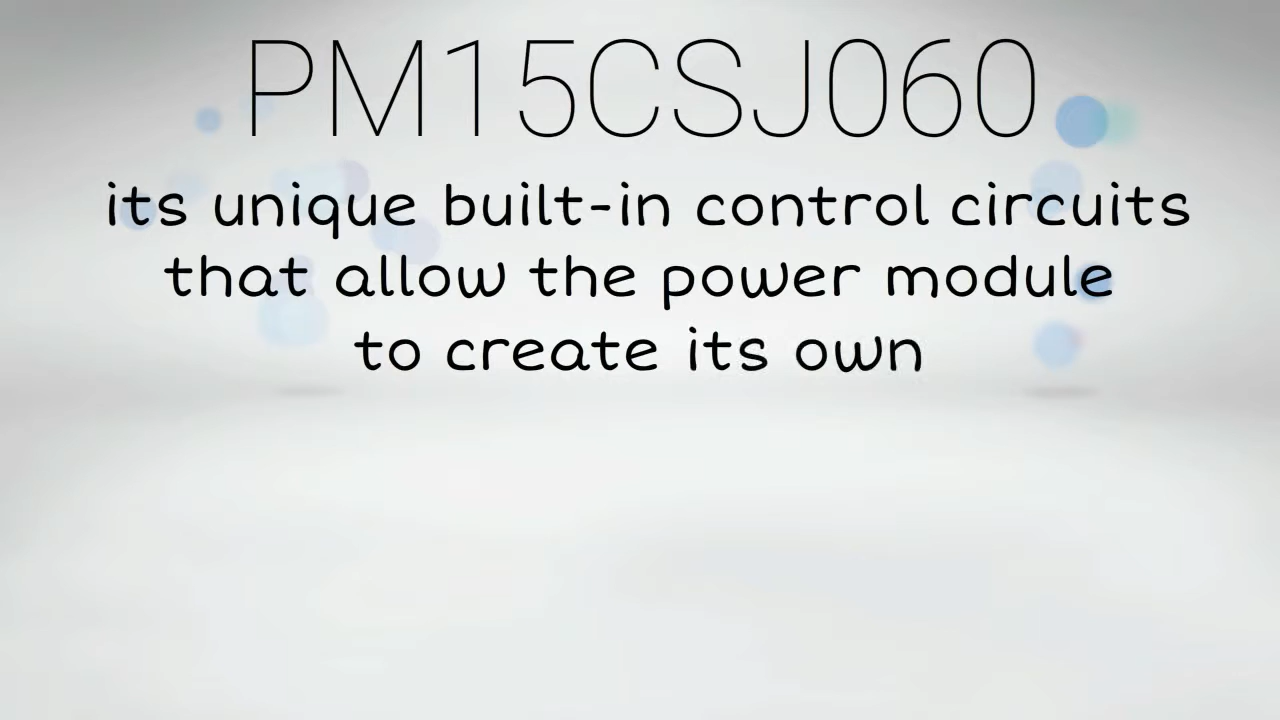 PM15CSJ060
its unique built-in control circuits
that allow the power module
to create its own